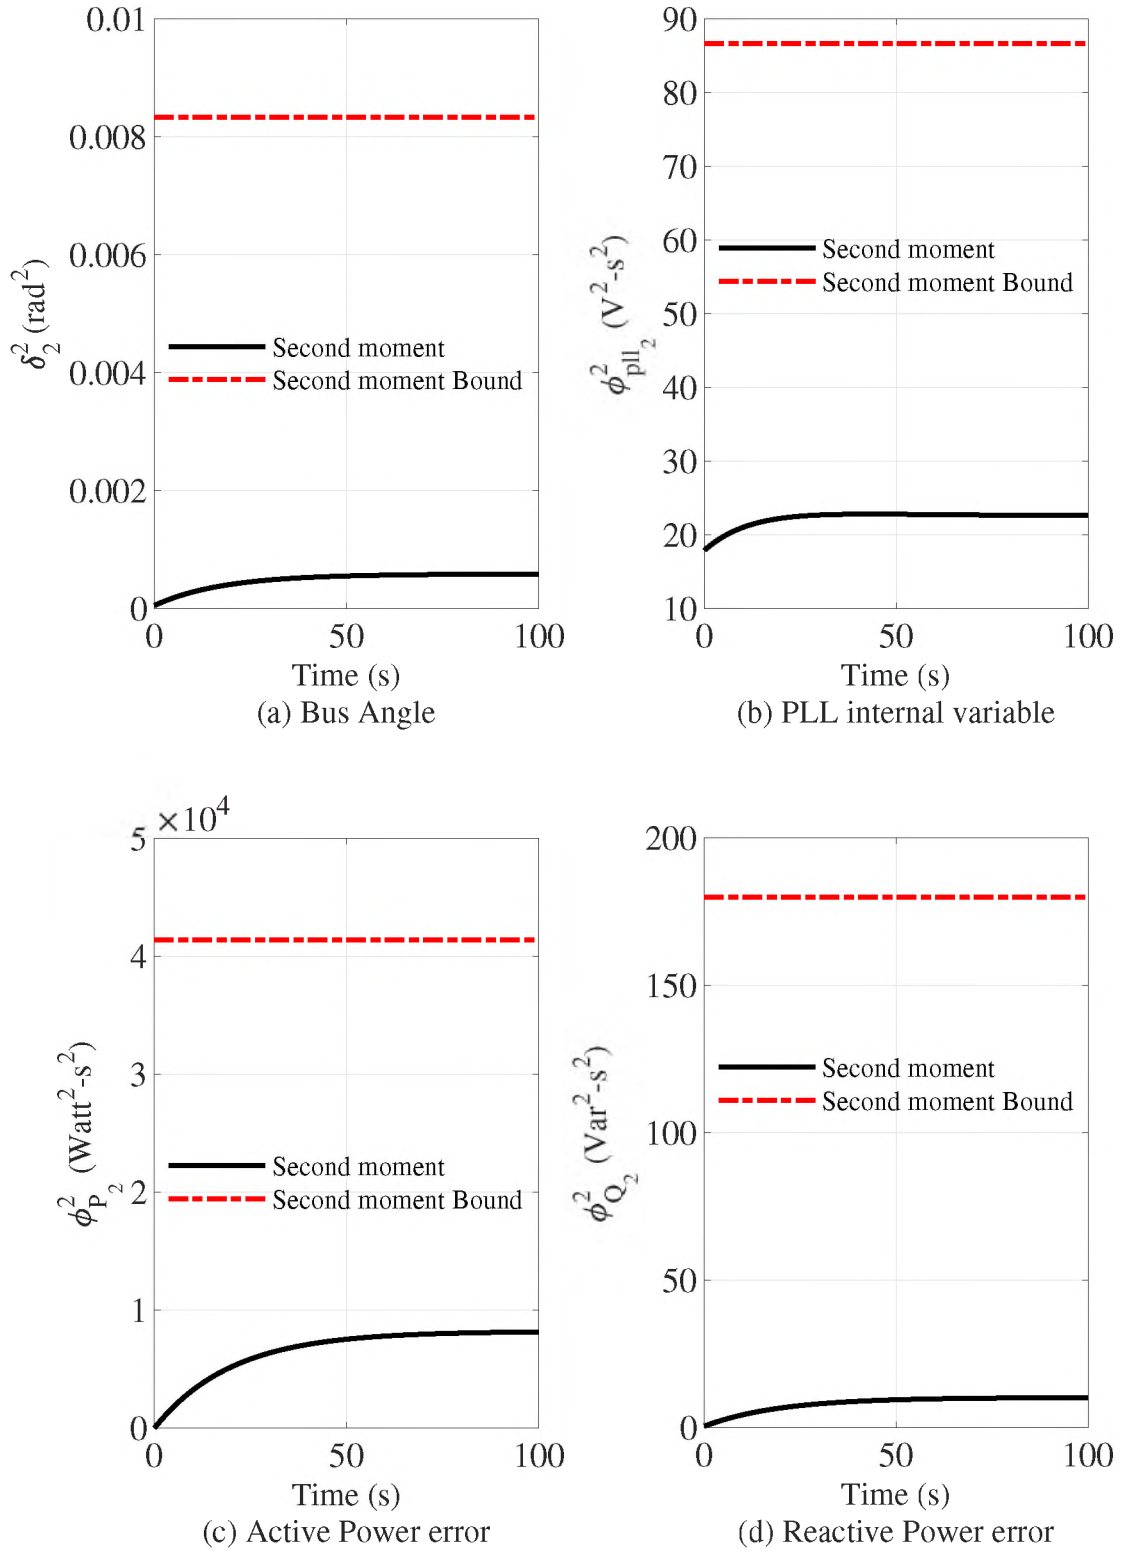 0.01
0.008
0.006
0.004
0.002
0
0 50 100
δ₂² (rad²)
Second moment
Second moment Bound
Time (s)
(a) Bus Angle
90
80
70
60
50
40
30
20
10
0 50 100
ϕ²pll₂ (V²-s²)
Second moment
Second moment Bound
Time (s)
(b) PLL internal variable
×10⁴
5
4
3
2
1
0
0 50 100
ϕ²P₂ (Watt²-s²)
Second moment
Second moment Bound
Time (s)
(c) Active Power error
200
150
100
50
0
0 50 100
ϕ²Q₂ (Var²-s²)
Second moment
Second moment Bound
Time (s)
(d) Reactive Power error